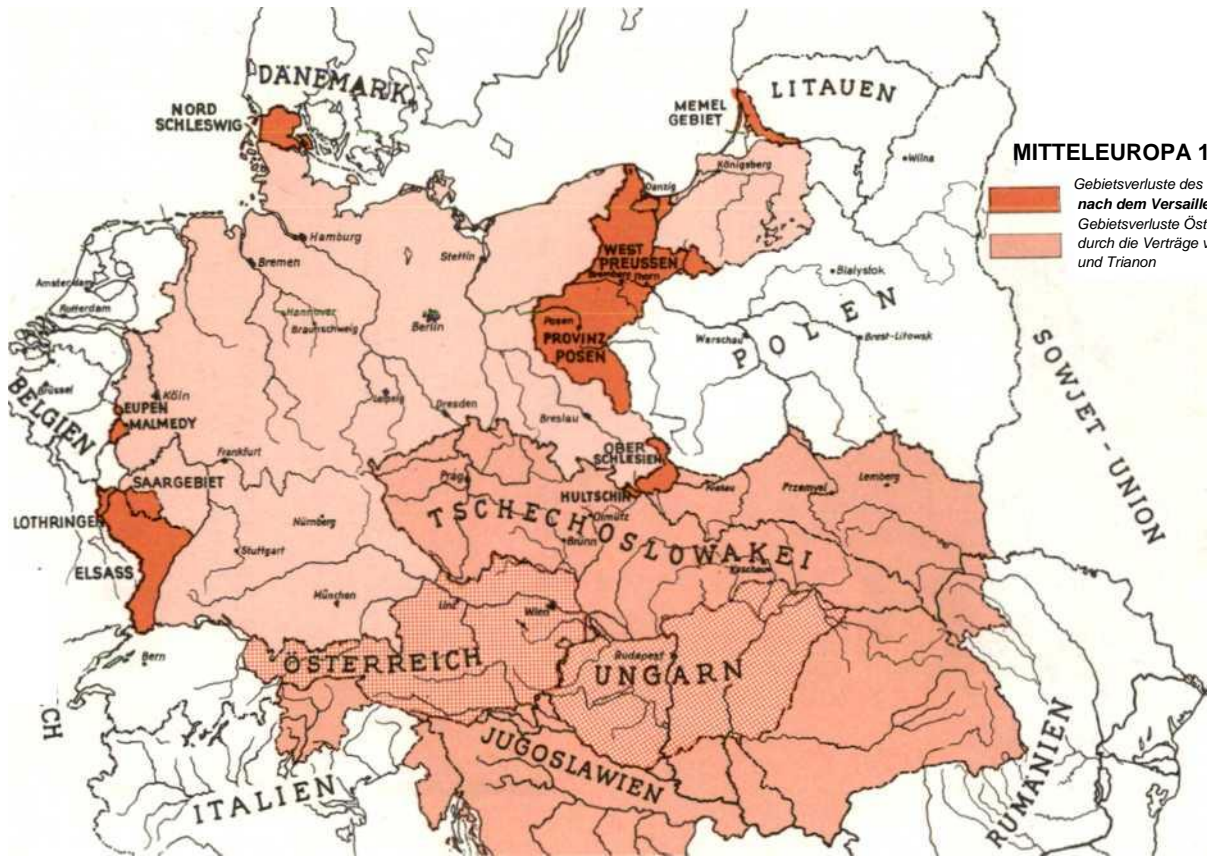 DÄNEMARK
NORD
SCHLESWIG
MEMEL
GEBIET
LITAUEN
Wilna
Königsberg
Danzig
MITTELEUROPA 1
Gebietsverluste des
nach dem Versaille
Gebietsverluste Öst
durch die Verträge v
und Trianon
Hamburg
Bremen
Stettin
WEST
PREUSSEN
Bromberg Thorn
Bialystok
Amsterdam
Rotterdam
Hannover
Braunschweig
Berlin
Posen
PROVINZ
POSEN
Warschau
POLEN
Brest-Litowsk
SOWJET-UNION
Brüssel
BELGIEN
Köln
EUPEN
MALMEDY
Leipzig
Dresden
Breslau
Frankfurt
OBER
SCHLESIEN
SAARGEBIET
Prag
HULTSCHIN
Krakau
Przemysl
Lemberg
LOTHRINGEN
Nürnberg
TSCHECHOSLOWAKEI
Olmütz
Brünn
Kaschau
Stuttgart
ELSASS
München
Linz
Wien
Bern
ÖSTERREICH
Budapest
UNGARN
CH
JUGOSLAWIEN
ITALIEN
RUMÄNIEN